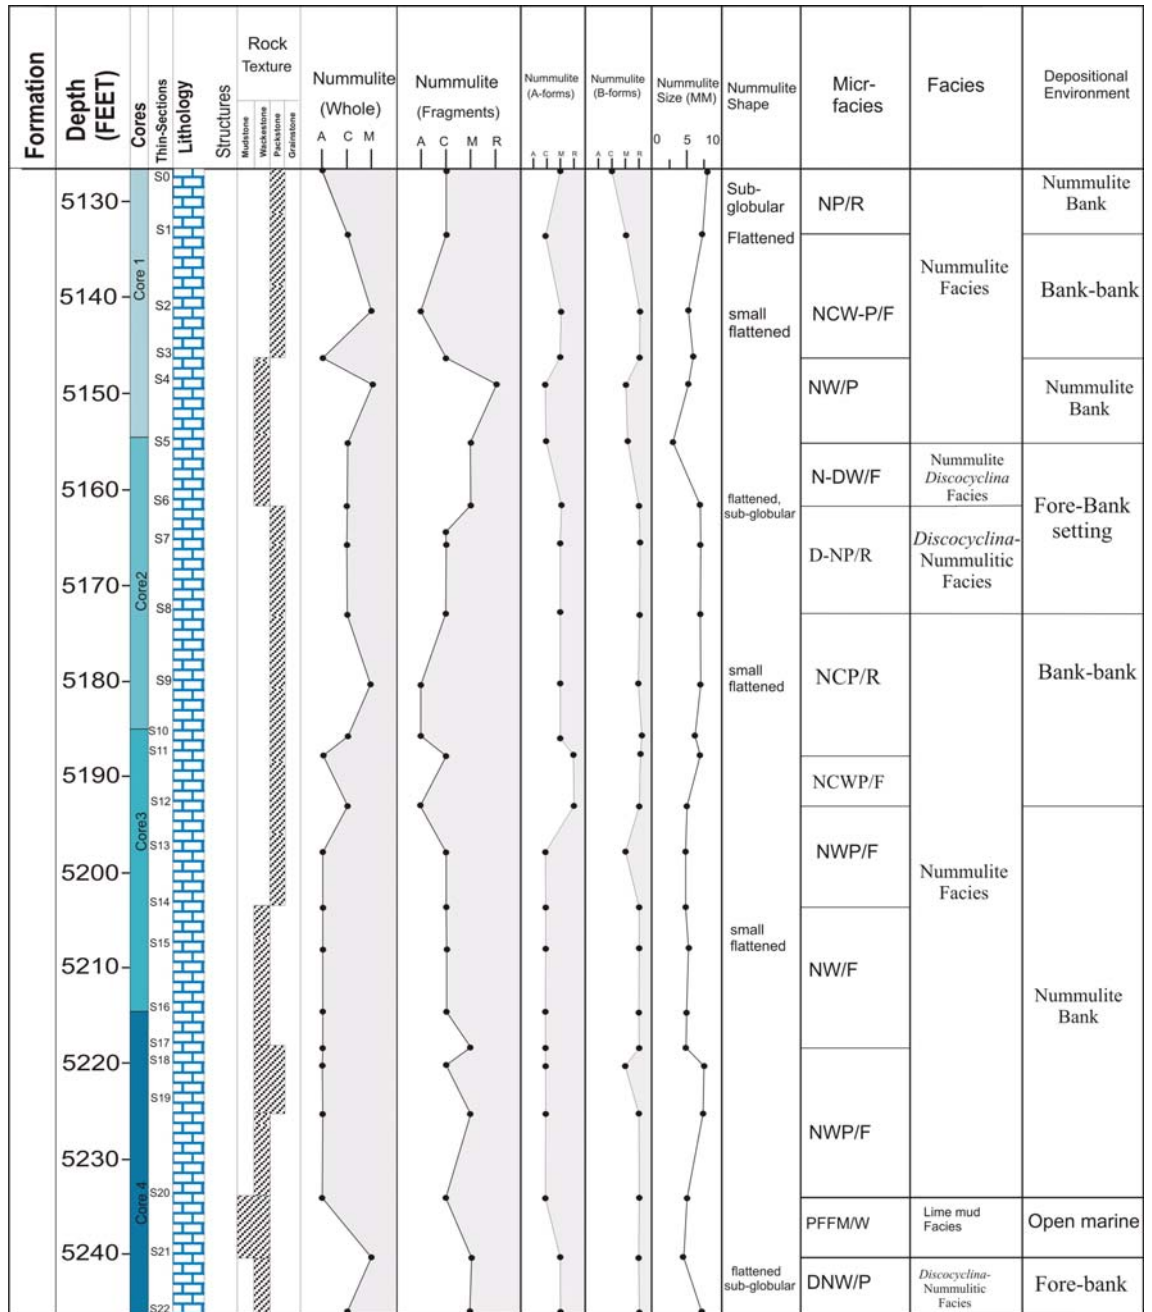 Formation
Depth
(FEET)
Cores
Thin-Sections
Lithology
Structures
Rock
Texture
Mudstone
Wackestone
Packstone
Grainstone
Nummulite
(Whole)
A C M
Nummulite
(Fragments)
A C M R
Nummulite
(A-forms)
A C M R
Nummulite
(B-forms)
A C M R
Nummulite
Size (MM)
0 5 10
Nummulite
Shape
Micr-
facies
Facies
Depositional
Environment
5130
5140
5150
5160
5170
5180
5190
5200
5210
5220
5230
5240
Core 1
Core2
Core3
Core 4
S0
S1
S2
S3
S4
S5
S6
S7
S8
S9
S10
S11
S12
S13
S14
S15
S16
S17
S18
S19
S20
S21
S22
Sub-
globular
Flattened
small
flattened
flattened,
sub-globular
small
flattened
small
flattened
flattened
sub-globular
NP/R
NCW-P/F
NW/P
N-DW/F
D-NP/R
NCP/R
NCWP/F
NWP/F
NW/F
NWP/F
PFFM/W
DNW/P
Nummulite
Facies
Nummulite
Discocyclina
Facies
Discocyclina-
Nummulitic
Facies
Nummulite
Facies
Lime mud
Facies
Discocyclina-
Nummulitic
Facies
Nummulite
Bank
Bank-bank
Nummulite
Bank
Fore-Bank
setting
Bank-bank
Nummulite
Bank
Open marine
Fore-bank